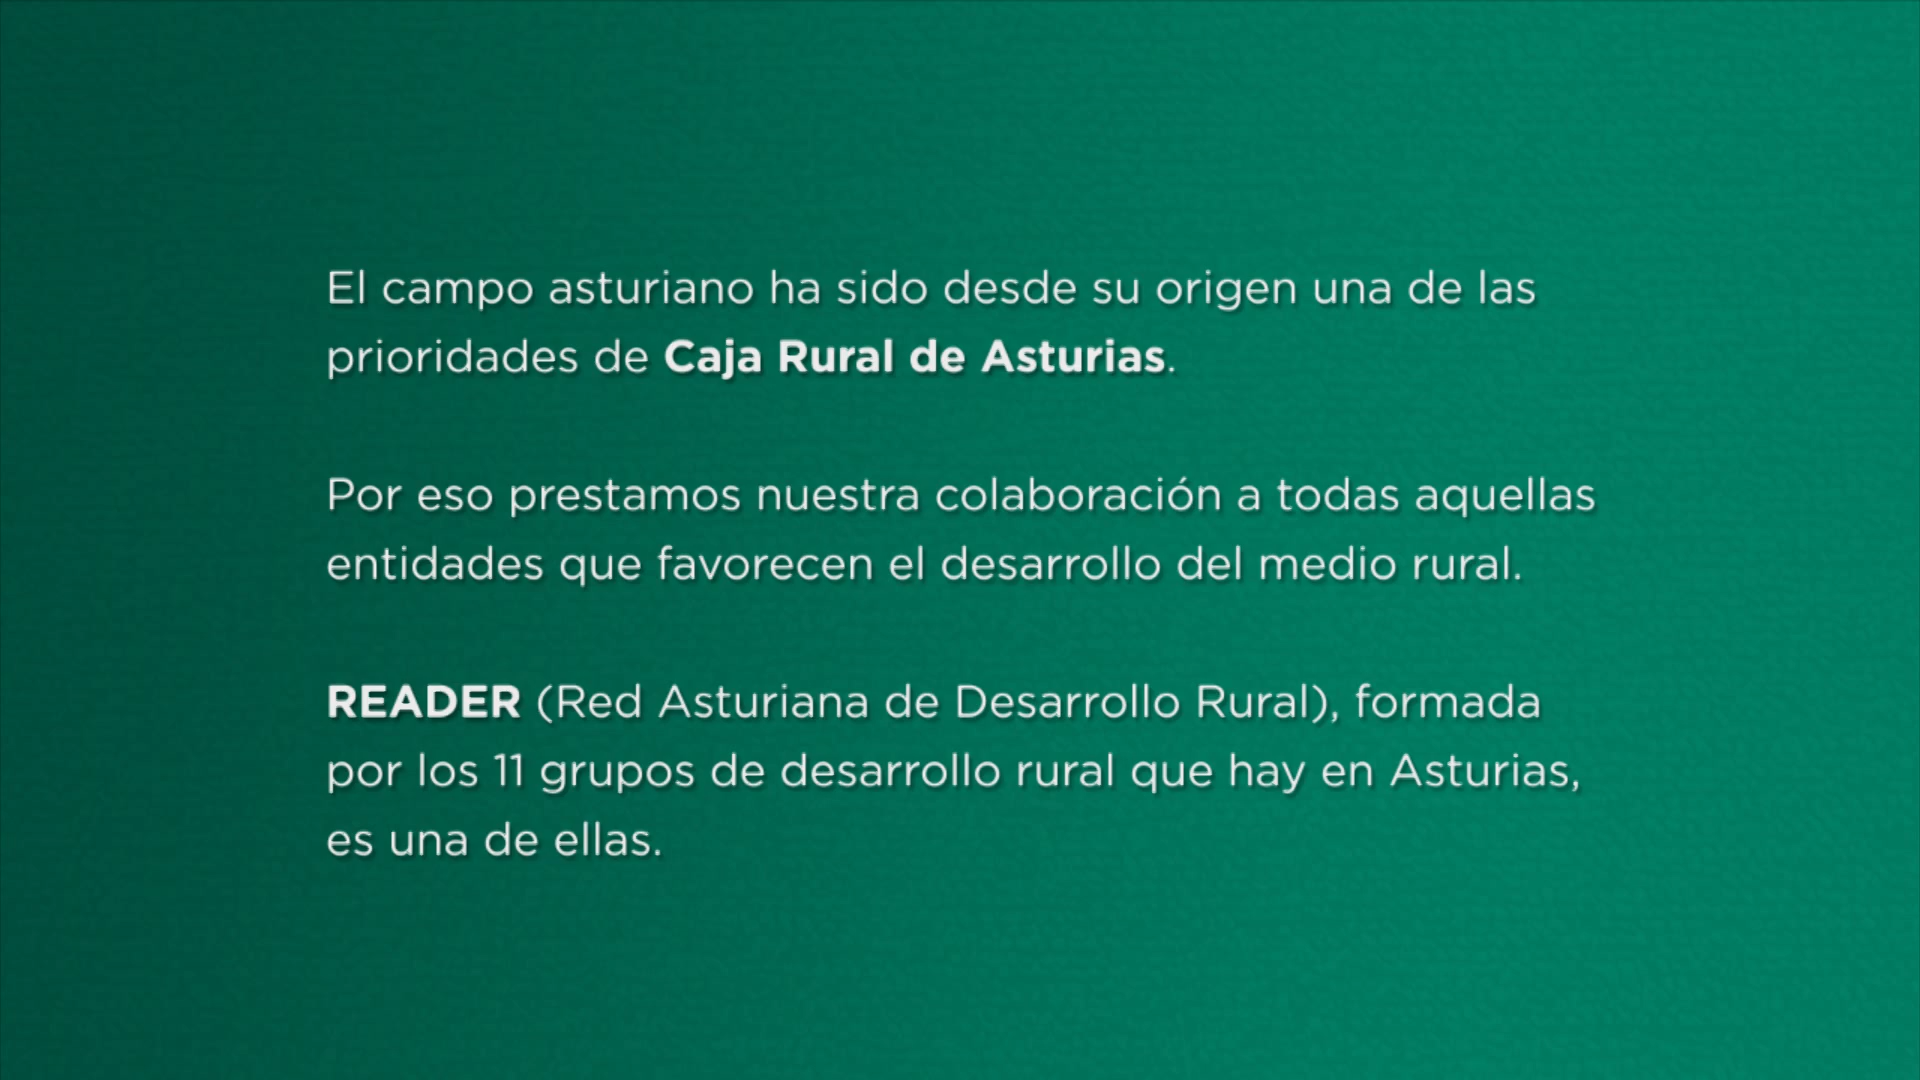 El campo asturiano ha sido desde su origen una de las
prioridades de Caja Rural de Asturias.
Por eso prestamos nuestra colaboración a todas aquellas
entidades que favorecen el desarrollo del medio rural.
READER (Red Asturiana de Desarrollo Rural), formada
por los 11 grupos de desarrollo rural que hay en Asturias,
es una de ellas.